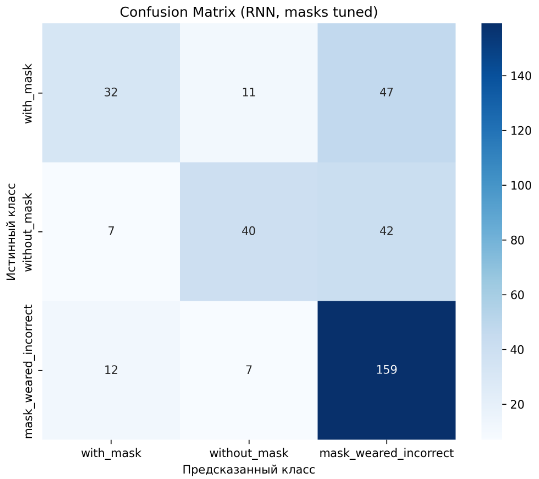 Confusion Matrix (RNN, masks tuned)
with_mask
without_mask
mask_weared_incorrect
Истинный класс
32 11 47
7 40 42
12 7 159
with_mask without_mask mask_weared_incorrect
Предсказанный класс
140
120
100
80
60
40
20